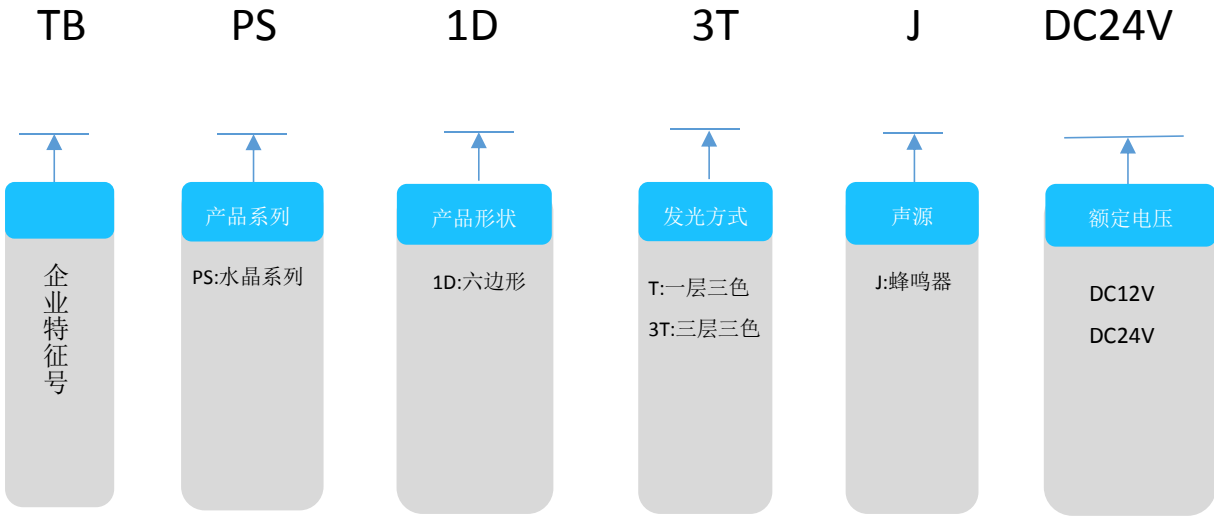 TB PS 1D 3T J DC24V
产品系列 产品形状 发光方式 声源 额定电压
企业特征号
PS:水晶系列
1D:六边形
T:一层三色
3T:三层三色
J:蜂鸣器
DC12V
DC24V